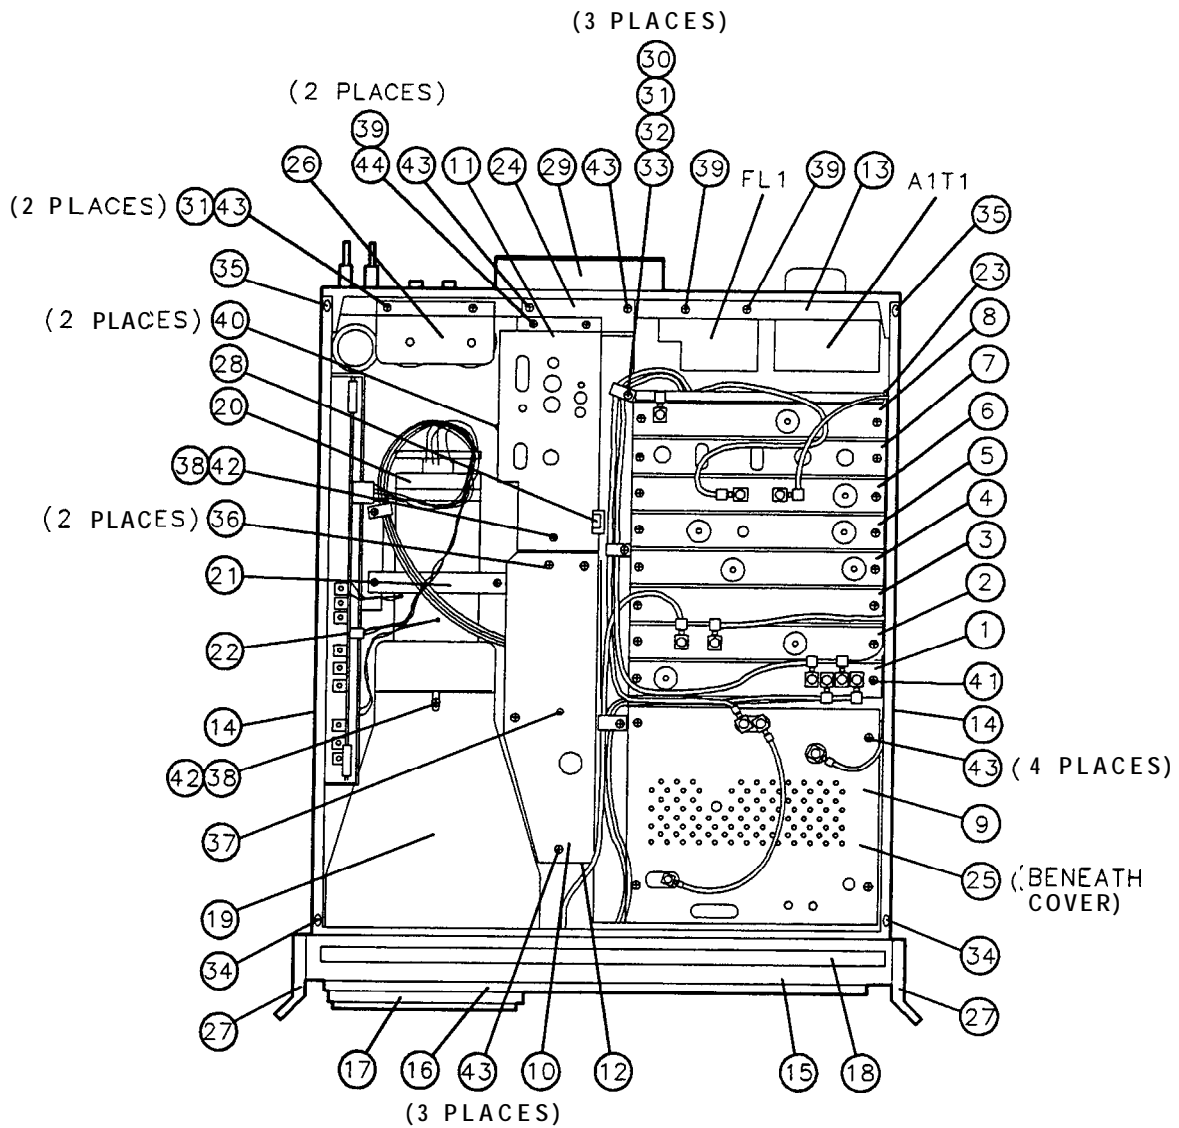 (3 PLACES)
30
31
(2 PLACES)
32
39
26 44 43 11 24 29 43 33 39 FL1 39 13 A1T1
(2 PLACES) 31 43
35
35
23
(2 PLACES) 40
8
28
7
20
6
38 42
5
(2 PLACES) 36
4
3
21
2
22
1
41
14
14
42 38
43 (4 PLACES)
37
9
25 (BENEATH
COVER)
19
34
34
27
27
17 16 43 10 12 15 18
(3 PLACES)